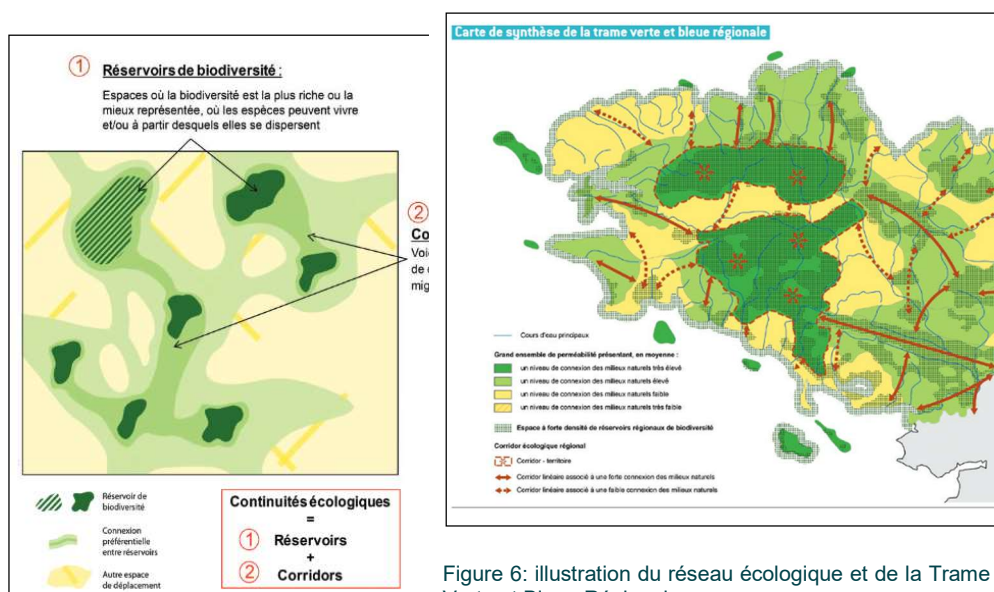 ① Réservoirs de biodiversité :
Espaces où la biodiversité est la plus riche ou la
mieux représentée, où les espèces peuvent vivre
et/ou à partir desquels elles se dispersent
②
Co
Voi
de
mig
Réservoir de
biodiversité
Connexion
préférentielle
entre réservoirs
Autre espace
de déplacement
Continuités écologiques
=
① Réservoirs
+
② Corridors
Carte de synthèse de la trame verte et bleue régionale
Cours d'eau principaux
Grand ensemble de perméabilité présentant, en moyenne :
un niveau de connexion des milieux naturels très élevé
un niveau de connexion des milieux naturels élevé
un niveau de connexion des milieux naturels faible
un niveau de connexion des milieux naturels très faible
Espace à forte densité de réservoirs régionaux de biodiversité
Corridor écologique régional
Corridor - territoire
Corridor linéaire associé à une forte connexion des milieux naturels
Corridor linéaire associé à une faible connexion des milieux naturels
Figure 6: illustration du réseau écologique et de la Trame